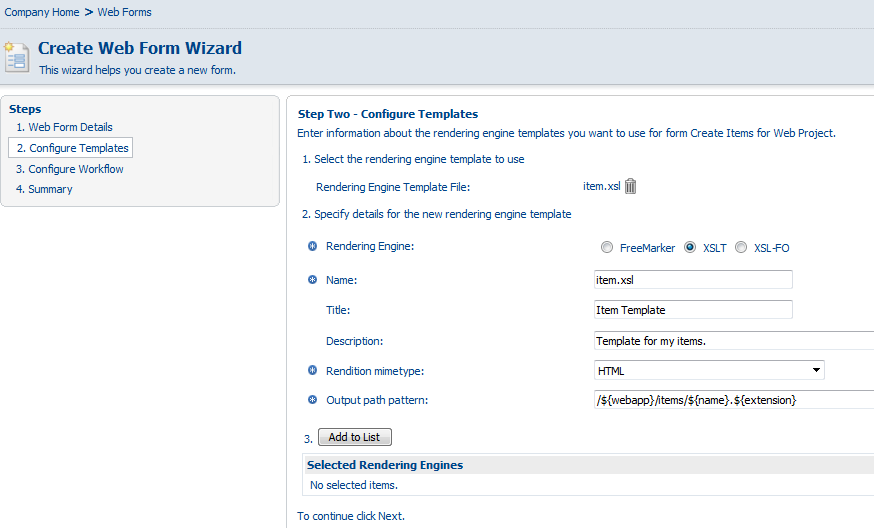 Company Home > Web Forms
Create Web Form Wizard
This wizard helps you create a new form.
Steps
1. Web Form Details
2. Configure Templates
3. Configure Workflow
4. Summary
Step Two - Configure Templates
Enter information about the rendering engine templates you want to use for form Create Items for Web Project.
1. Select the rendering engine template to use
Rendering Engine Template File: item.xsl
2. Specify details for the new rendering engine template
Rendering Engine: FreeMarker XSLT XSL-FO
Name: item.xsl
Title: Item Template
Description: Template for my items.
Rendition mimetype: HTML
Output path pattern: /${webapp}/items/${name}.${extension}
3. Add to List
Selected Rendering Engines
No selected items.
To continue click Next.